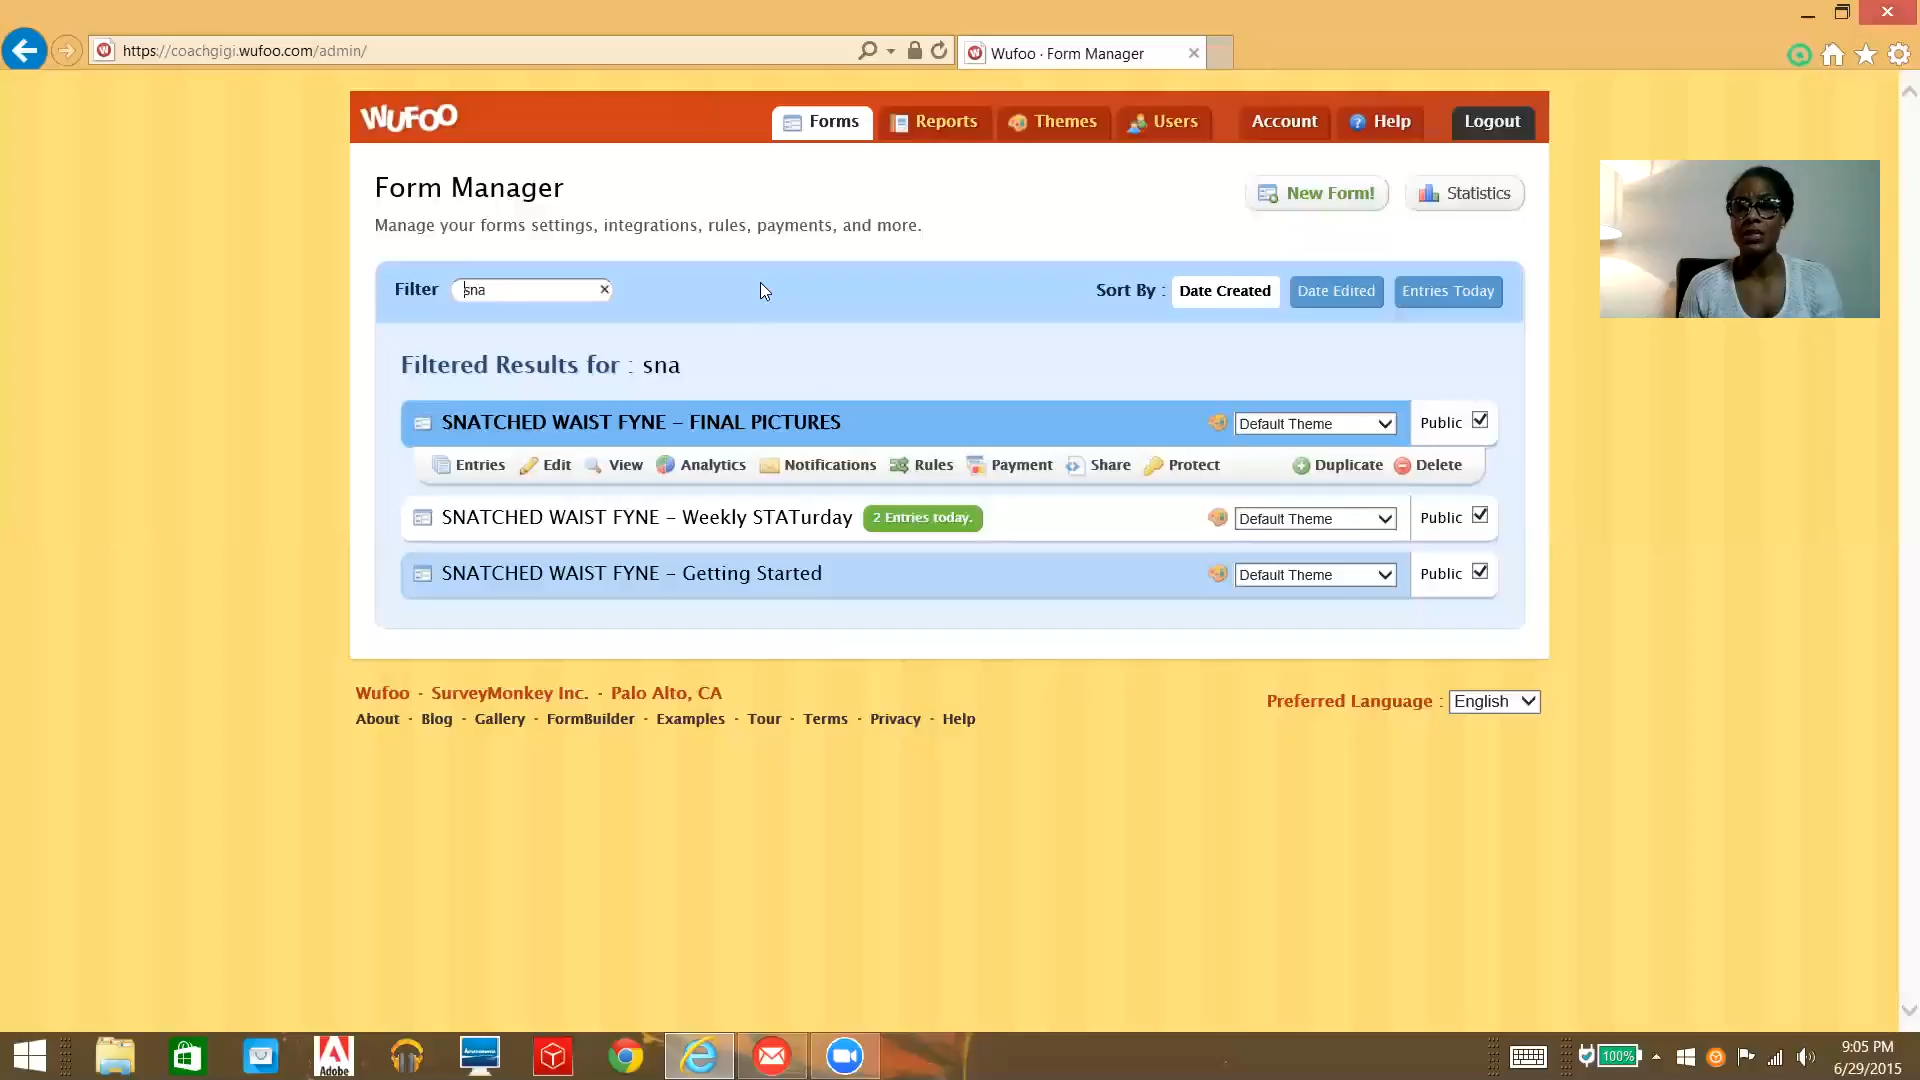 https://coachgigi.wufoo.com/admin/
Wufoo · Form Manager
WUFOO
Forms
Reports
Themes
Users
Account
Help
Logout
Form Manager
New Form!
Statistics
Manage your forms settings, integrations, rules, payments, and more.
Filter sna
Sort By : Date Created Date Edited Entries Today
Filtered Results for : sna
SNATCHED WAIST FYNE – FINAL PICTURES Default Theme Public
Entries Edit View Analytics Notifications Rules Payment Share Protect Duplicate Delete
SNATCHED WAIST FYNE – Weekly STATurday 2 Entries today. Default Theme Public
SNATCHED WAIST FYNE – Getting Started Default Theme Public
Wufoo · SurveyMonkey Inc. · Palo Alto, CA
Preferred Language : English
About · Blog · Gallery · FormBuilder · Examples · Tour · Terms · Privacy · Help
Adobe
100%
9:05 PM
6/29/2015